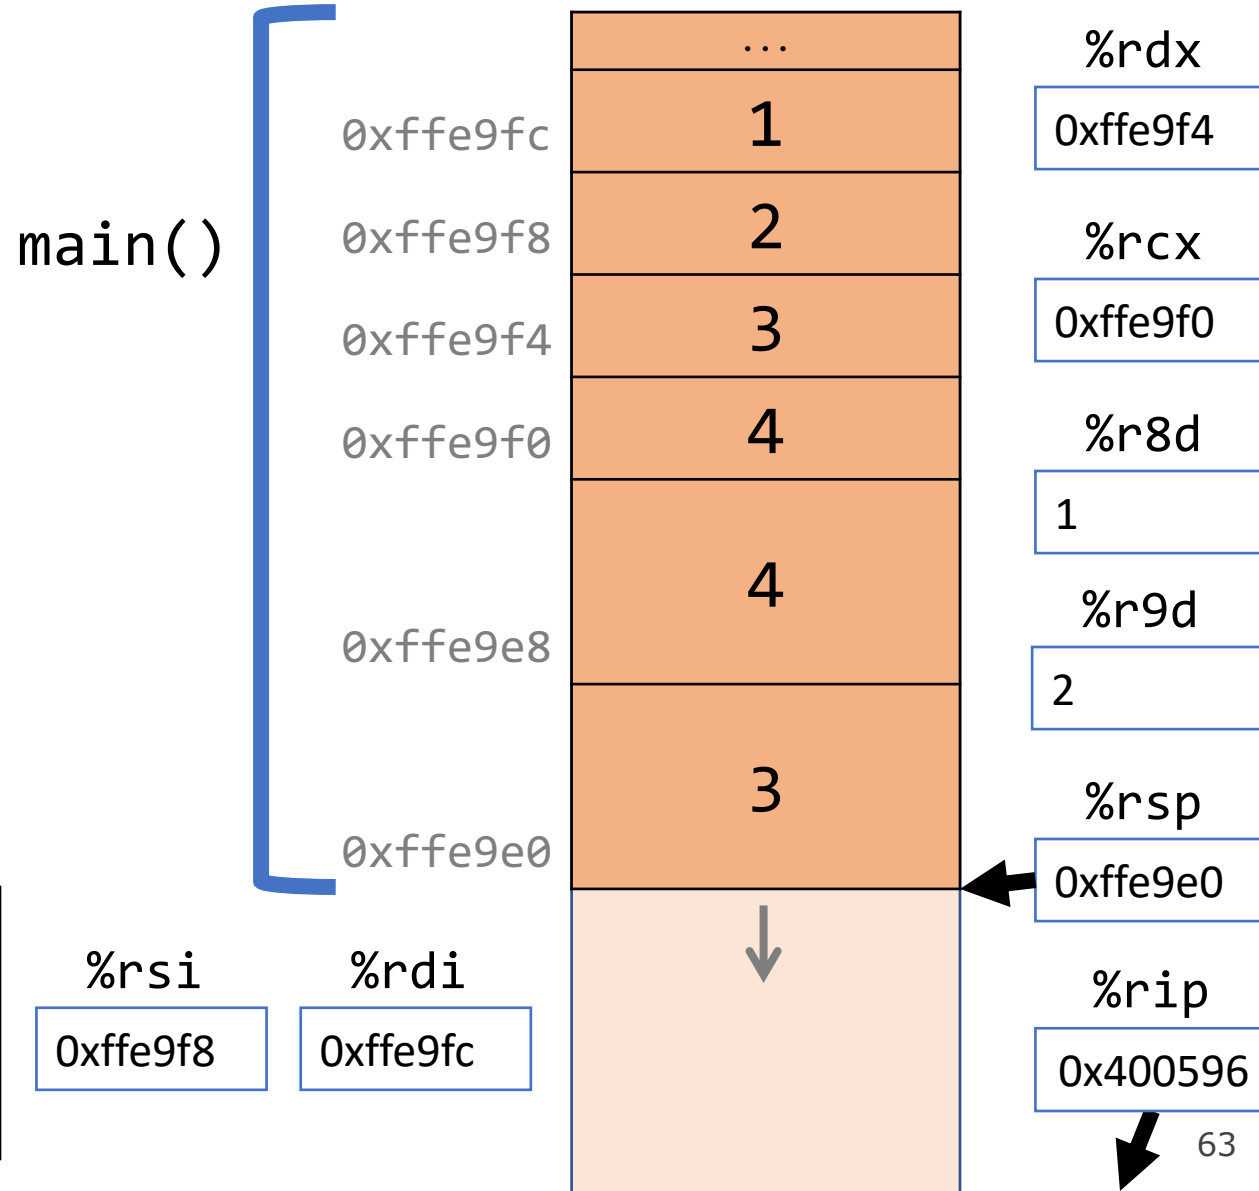 ...
%rdx
0xffe9fc
1
0xffe9f4
main()
0xffe9f8
2
%rcx
0xffe9f4
3
0xffe9f0
0xffe9f0
4
%r8d
1
4
%r9d
0xffe9e8
2
3
%rsp
0xffe9e0
0xffe9e0
%rsi
%rdi
%rip
0xffe9f8
0xffe9fc
0x400596
63